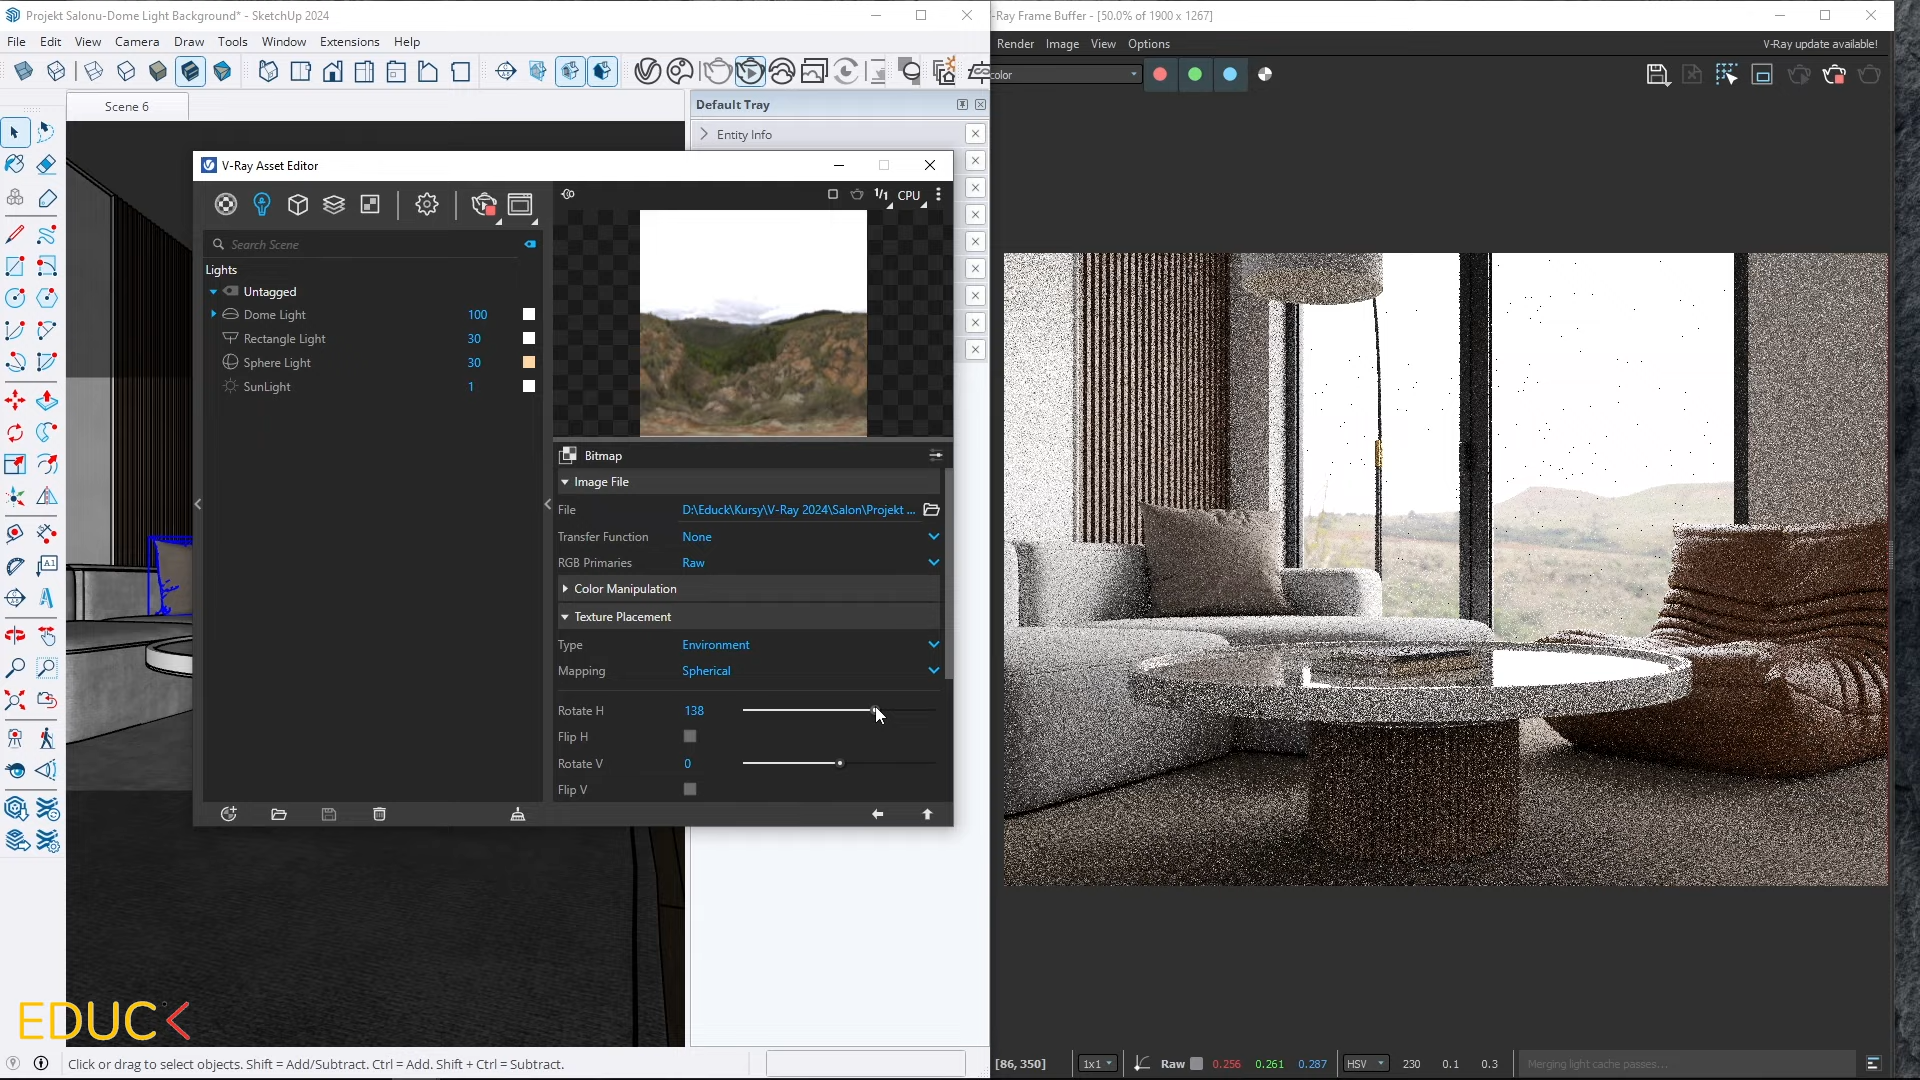 Projekt Salonu-Dome Light Background* - SketchUp 2024
-Ray Frame Buffer - [50.0% of 1900 x 1267]
File Edit View Camera Draw Tools Window Extensions Help
Render Image View Options
V-Ray update available!
color
Scene 6
Default Tray
Entity Info
V-Ray Asset Editor
1/1
CPU
Search Scene
Lights
Untagged
Dome Light 100
Rectangle Light 30
Sphere Light 30
SunLight 1
Bitmap
Image File
File D:\Educk\Kursy\V-Ray 2024\Salon\Projekt ...
Transfer Function None
RGB Primaries Raw
Color Manipulation
Texture Placement
Type Environment
Mapping Spherical
Rotate H 138
Flip H
Rotate V 0
Flip V
EDUCK
Click or drag to select objects. Shift = Add/Subtract. Ctrl = Add. Shift + Ctrl = Subtract.
[86,350] 1x1 Raw 0.256 0.261 0.287 HSV 230 0.1 0.3 Merging light cache passes...